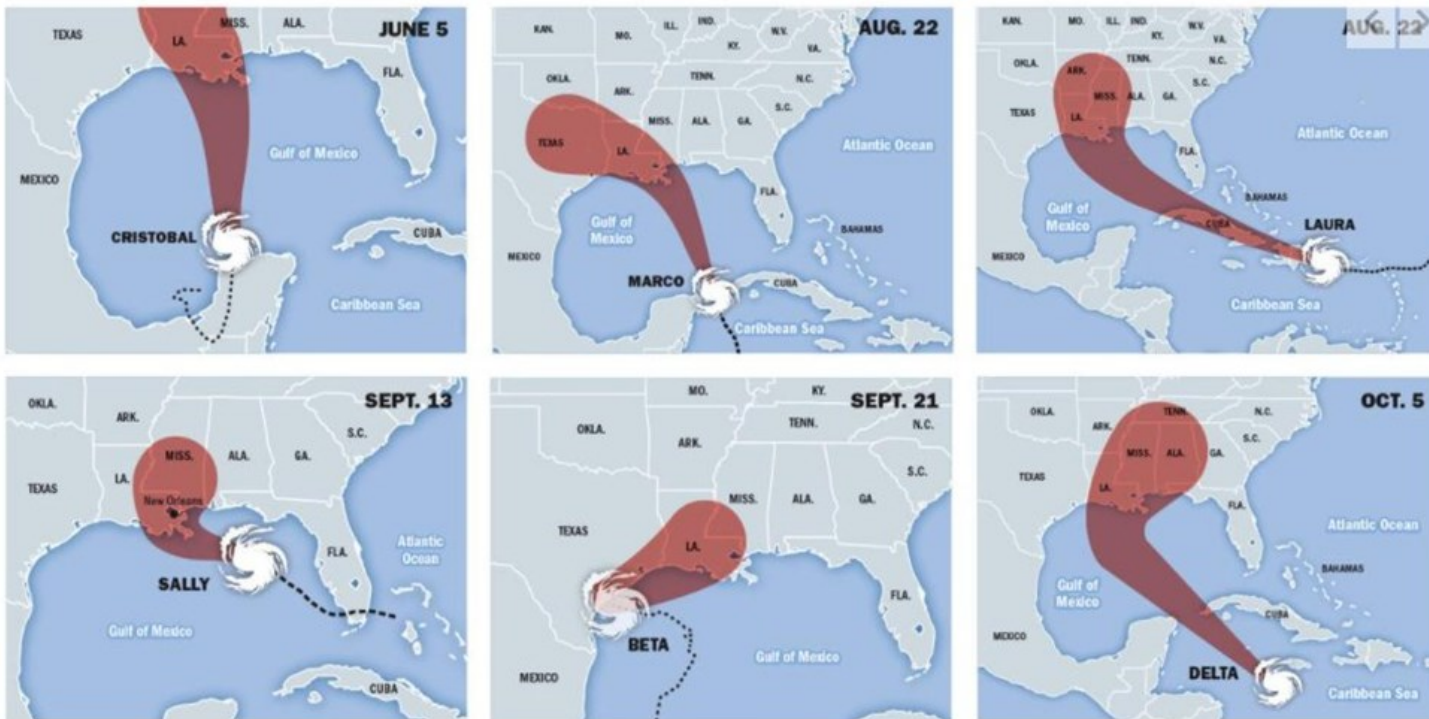 JUNE 5
MISS.
ALA.
TEXAS
LA.
FLA.
Gulf of Mexico
MEXICO
CRISTOBAL
CUBA
Caribbean Sea
AUG. 22
KAN.
MO.
ILL.
IND.
W.V.
KY.
VA.
OKLA.
TENN.
N.C.
ARK.
S.C.
MISS.
ALA.
GA.
TEXAS
LA.
Atlantic Ocean
FLA.
Gulf of
Mexico
BAHAMAS
MEXICO
MARCO
CUBA
Caribbean Sea
KAN.
MO.
ILL.
IND.
W.V.
AUG. 22
KY.
VA.
OKLA.
ARK.
TENN.
N.C.
MISS.
ALA.
GA.
S.C.
TEXAS
LA.
Atlantic Ocean
FLA.
BAHAMAS
Gulf of
Mexico
CUBA
LAURA
MEXICO
Caribbean Sea
SEPT. 13
OKLA.
ARK.
S.C.
MISS.
ALA.
GA.
LA.
TEXAS
New Orleans
FLA.
Atlantic
Ocean
SALLY
Gulf of Mexico
CUBA
SEPT. 21
MO.
KY.
OKLA.
TENN.
N.C.
ARK.
S.C.
MISS.
ALA.
GA.
TEXAS
LA.
FLA.
BETA
Gulf of Mexico
MEXICO
OCT. 5
OKLA.
TENN.
N.C.
ARK.
S.C.
MISS.
ALA.
GA.
TEXAS
LA.
FLA.
Atlantic Ocean
BAHAMAS
Gulf of
Mexico
CUBA
MEXICO
DELTA
Caribbean Sea